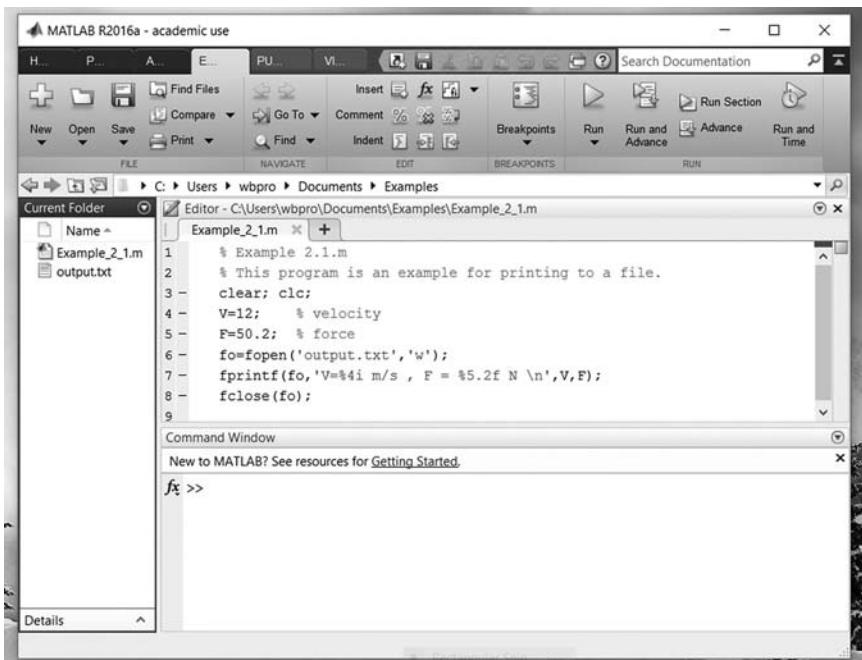 MATLAB R2016a - academic use
H... P... A... E... PU... VI... Search Documentation
New Open Save
Find Files
Compare
Print
FILE
Go To
Find
NAVIGATE
Insert fx
Comment
Indent
EDIT
Breakpoints
BREAKPOINTS
Run
Run and Advance
Run Section
Advance
Run and Time
RUN
C: Users wbpro Documents Examples
Current Folder
Name
Example_2_1.m
output.txt
Details
Editor - C:\Users\wbpro\Documents\Examples\Example_2_1.m
Example_2_1.m
1 % Example 2.1.m
2 % This program is an example for printing to a file.
3 - clear; clc;
4 - V=12; % velocity
5 - F=50.2; % force
6 - fo=fopen('output.txt','w');
7 - fprintf(fo,'V=%4i m/s , F = %5.2f N \n',V,F);
8 - fclose(fo);
9
Command Window
New to MATLAB? See resources for Getting Started.
fx >>